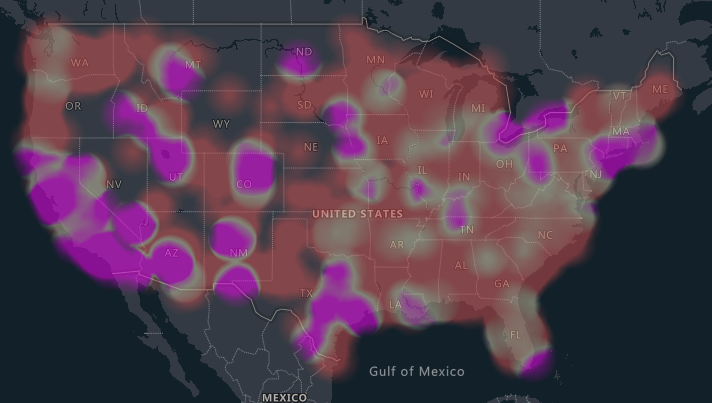 ND
MN
MT
WA
ME
VT
OR
ID
SD
WI
MI
WY
MA
NE
IA
PA
OH
NJ
NV
UT
CO
IL
IN
UNITED STATES
TN
NC
AZ
NM
AR
AL
GA
TX
LA
FL
Gulf of Mexico
MEXICO